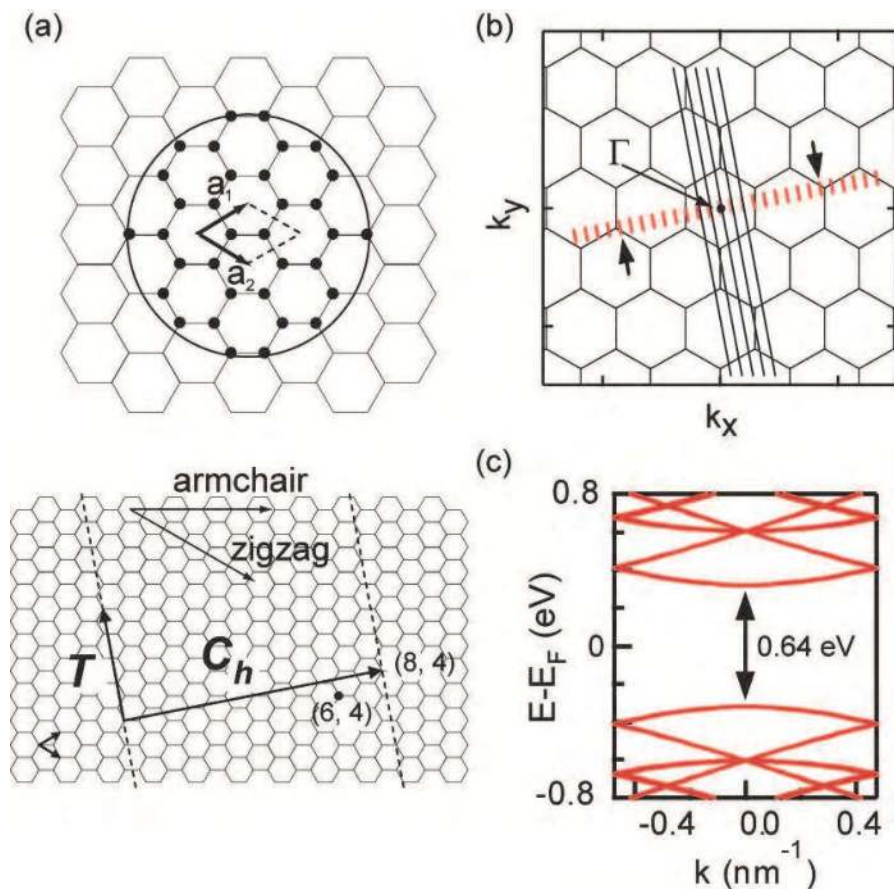 (a)
a1
a2
armchair
zigzag
T
Ch
(8, 4)
(6, 4)
(b)
Γ
ky
kx
(c)
0.8
0
-0.8
E-EF (eV)
0.64 eV
-0.4
0.0
0.4
k (nm-1)